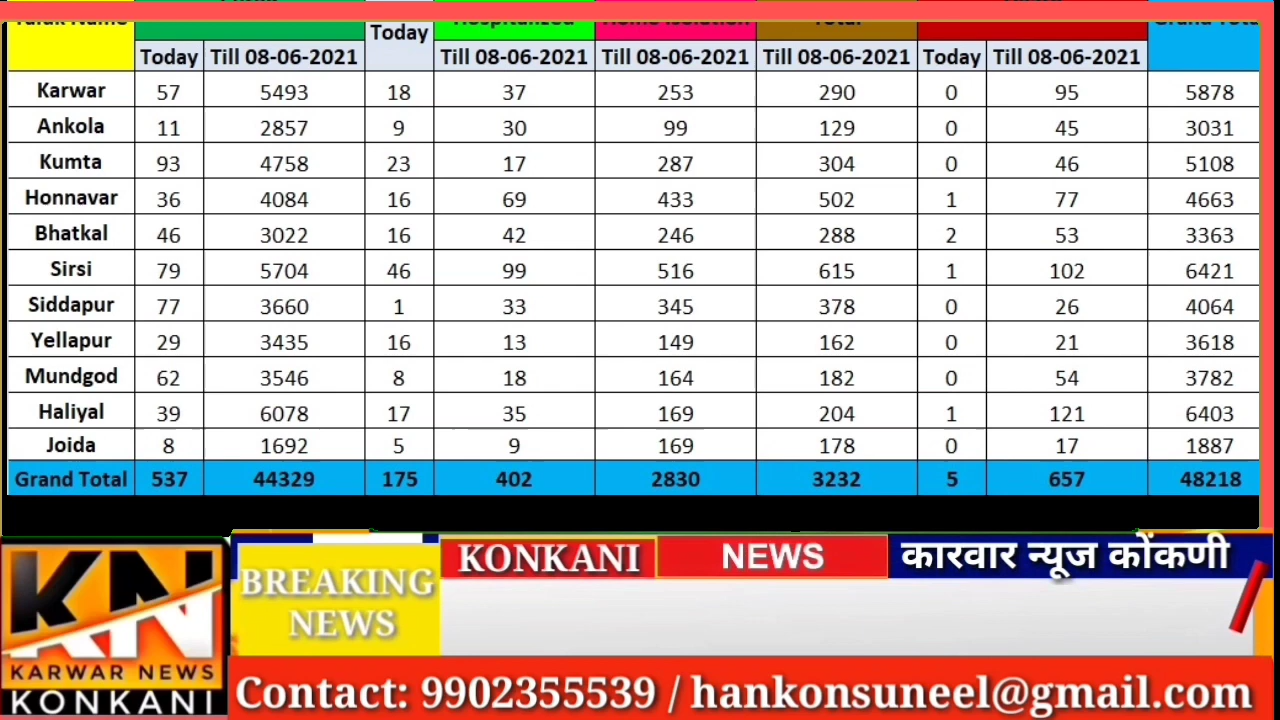 Taluk Name Hospitalized Home Isolation Total Grand Total
Today Till 08-06-2021 Today Till 08-06-2021 Till 08-06-2021 Till 08-06-2021 Today Till 08-06-2021
Karwar 57 5493 18 37 253 290 0 95 5878
Ankola 11 2857 9 30 99 129 0 45 3031
Kumta 93 4758 23 17 287 304 0 46 5108
Honnavar 36 4084 16 69 433 502 1 77 4663
Bhatkal 46 3022 16 42 246 288 2 53 3363
Sirsi 79 5704 46 99 516 615 1 102 6421
Siddapur 77 3660 1 33 345 378 0 26 4064
Yellapur 29 3435 16 13 149 162 0 21 3618
Mundgod 62 3546 8 18 164 182 0 54 3782
Haliyal 39 6078 17 35 169 204 1 121 6403
Joida 8 1692 5 9 169 178 0 17 1887
Grand Total 537 44329 175 402 2830 3232 5 657 48218
KN
KARWAR NEWS
KONKANI
BREAKING
NEWS
KONKANI NEWS कारवार न्यूज कोंकणी
Contact: 9902355539 / hankonsuneel@gmail.com